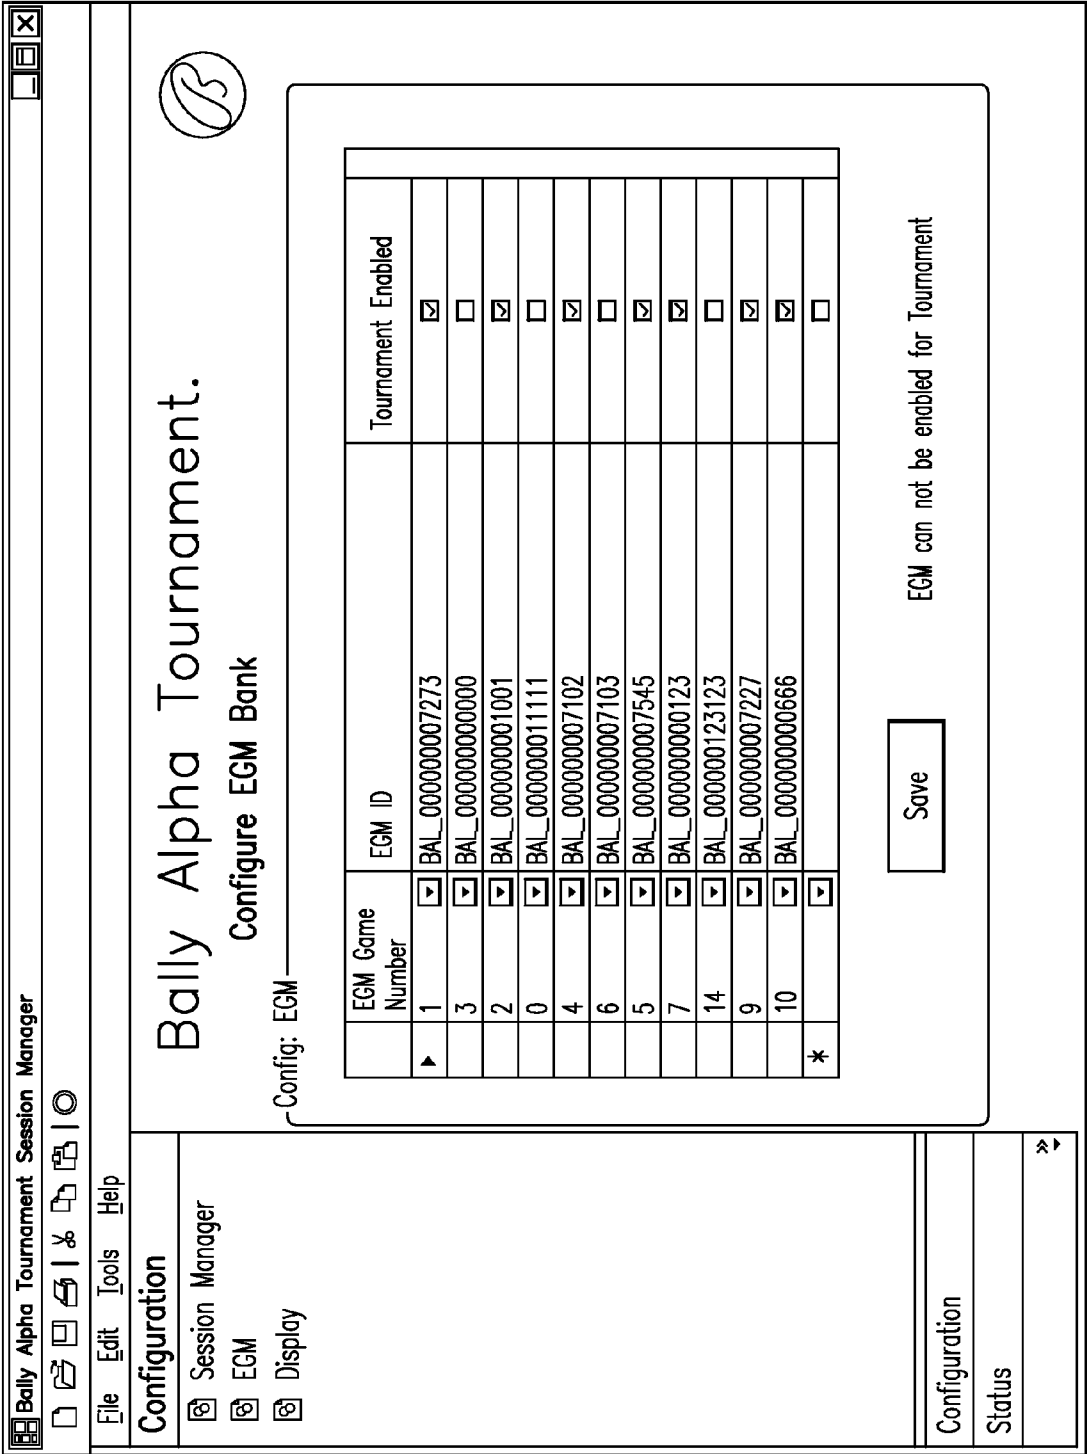 Bally Alpha Tournament Session Manager
File Edit Tools Help
Configuration
Session Manager
EGM
Display
Configuration
Status
Bally Alpha Tournament.
Configure EGM Bank
Config: EGM
EGM Game Number EGM ID Tournament Enabled
1 BAL_000000007273
3 BAL_000000000000
2 BAL_000000001001
0 BAL_000000011111
4 BAL_000000007102
6 BAL_000000007103
5 BAL_000000007545
7 BAL_000000000123
14 BAL_000000123123
9 BAL_000000007227
10 BAL_000000000666
*
Save
EGM can not be enabled for Tournament